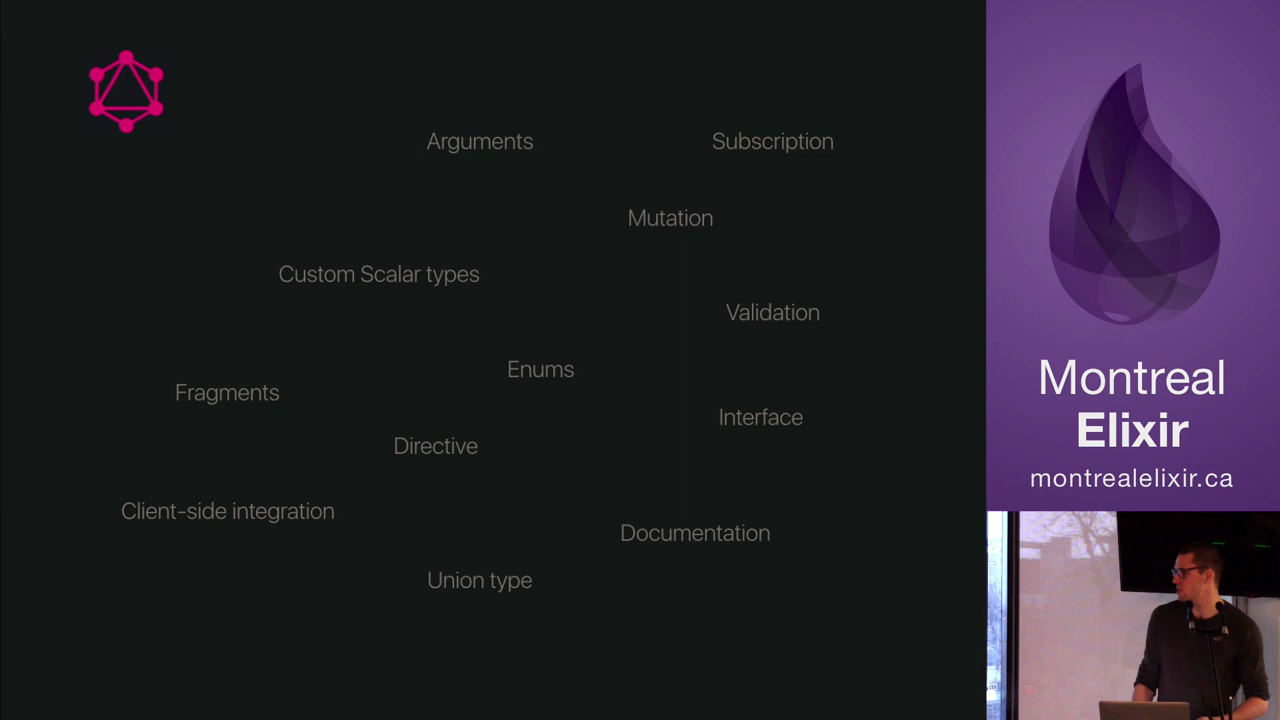 Arguments
Subscription
Mutation
Custom Scalar types
Validation
Enums
Fragments
Interface
Directive
Client-side integration
Documentation
Union type
Montreal
Elixir
montrealelixir.ca